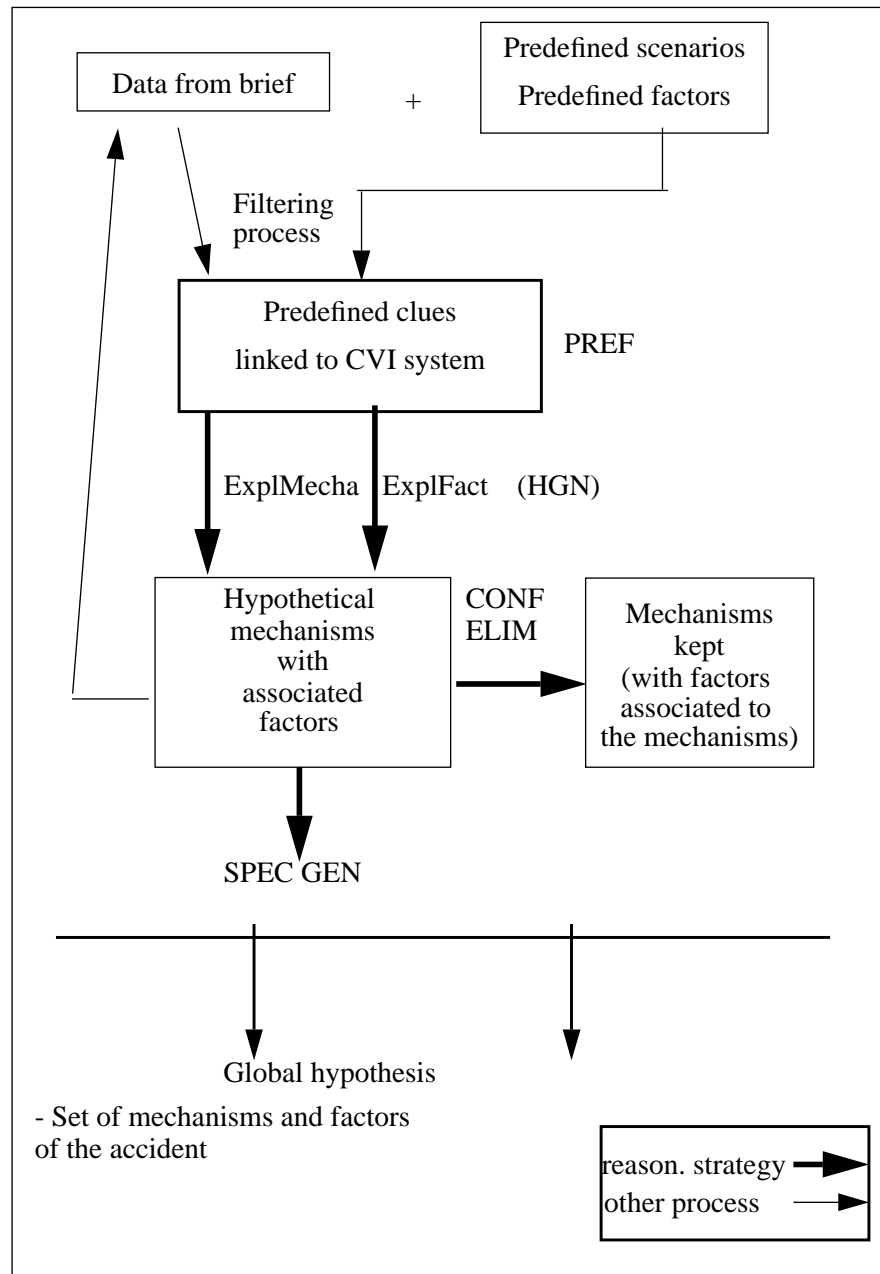 Data from brief
+
Predefined scenarios
Predefined factors
Filtering
process
Predefined clues
linked to CVI system
PREF
ExplMecha
ExplFact
(HGN)
Hypothetical
mechanisms
with
associated
factors
CONF
ELIM
Mechanisms
kept
(with factors
associated to
the mechanisms)
SPEC GEN
Global hypothesis
- Set of mechanisms and factors
of the accident
reason. strategy
other process